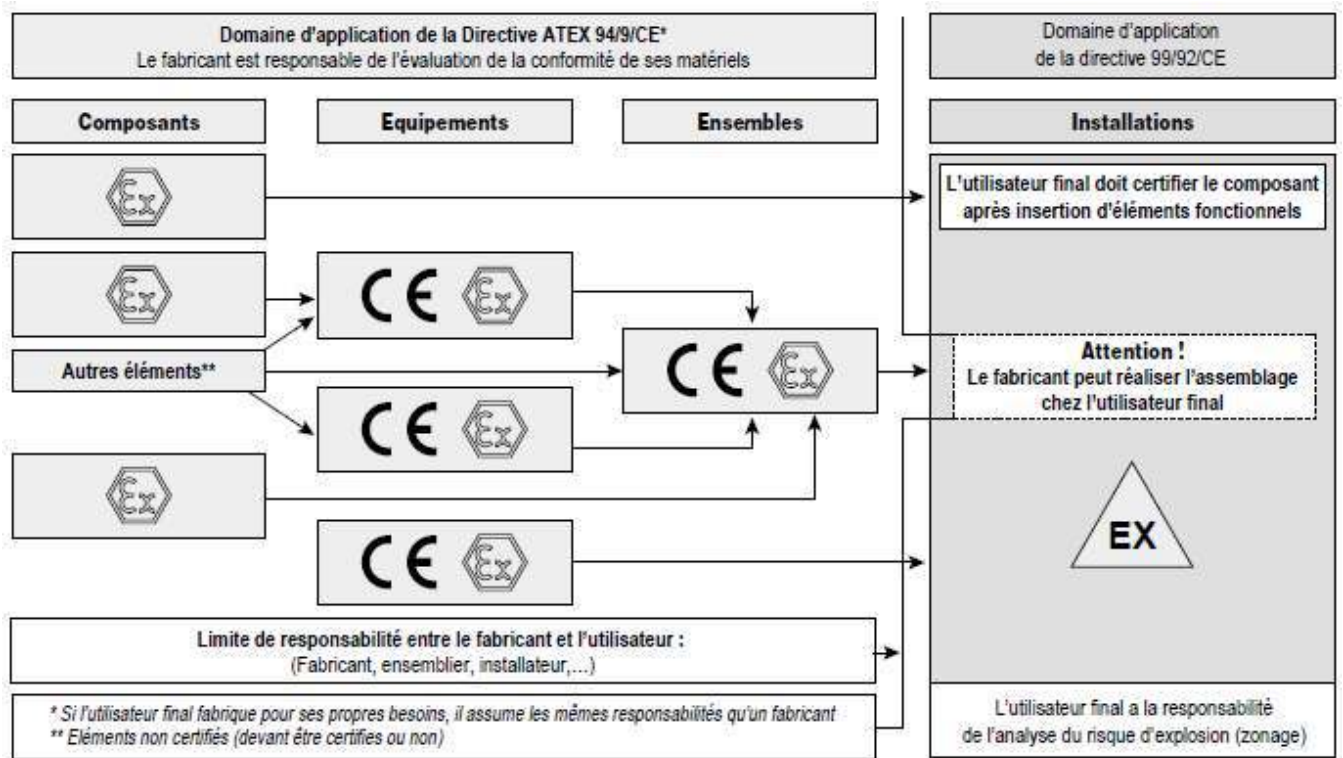 Domaine d'application de la Directive ATEX 94/9/CE*
Le fabricant est responsable de l'évaluation de la conformité de ses matériels
Domaine d'application
de la directive 99/92/CE
Composants
Equipements
Ensembles
Installations
Ex
L'utilisateur final doit certifier le composant
après insertion d'éléments fonctionnels
Ex
CE Ex
Autres éléments**
CE Ex
Attention !
Le fabricant peut réaliser l'assemblage
chez l'utilisateur final
CE Ex
Ex
EX
CE Ex
Limite de responsabilité entre le fabricant et l'utilisateur :
(Fabricant, ensemblier, installateur,...)
* Si l'utilisateur final fabrique pour ses propres besoins, il assume les mêmes responsabilités qu'un fabricant
** Eléments non certifiés (devant être certifies ou non)
L'utilisateur final a la responsabilité
de l'analyse du risque d'explosion (zonage)